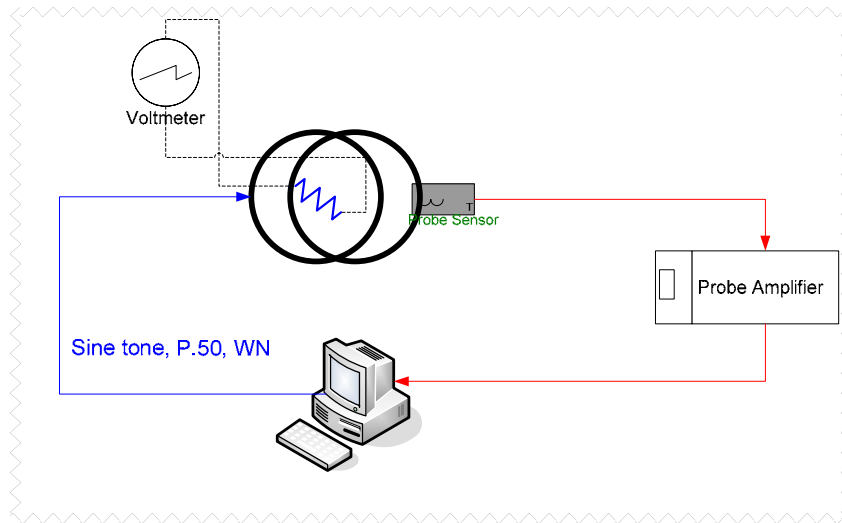 Voltmeter
T
Probe Sensor
Probe Amplifier
Sine tone, P.50, WN